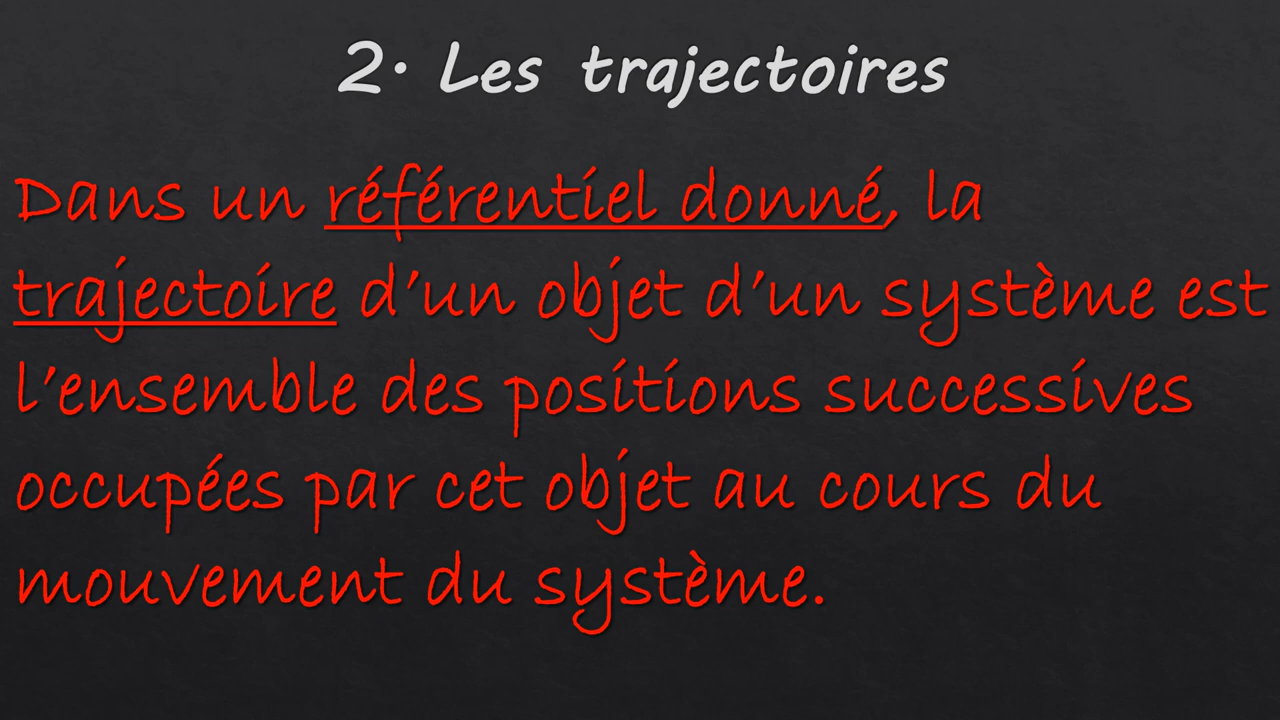 2. Les trajectoires
Dans un référentiel donné, la
trajectoire d'un objet d'un système est
l'ensemble des positions successives
occupées par cet objet au cours du
mouvement du système.